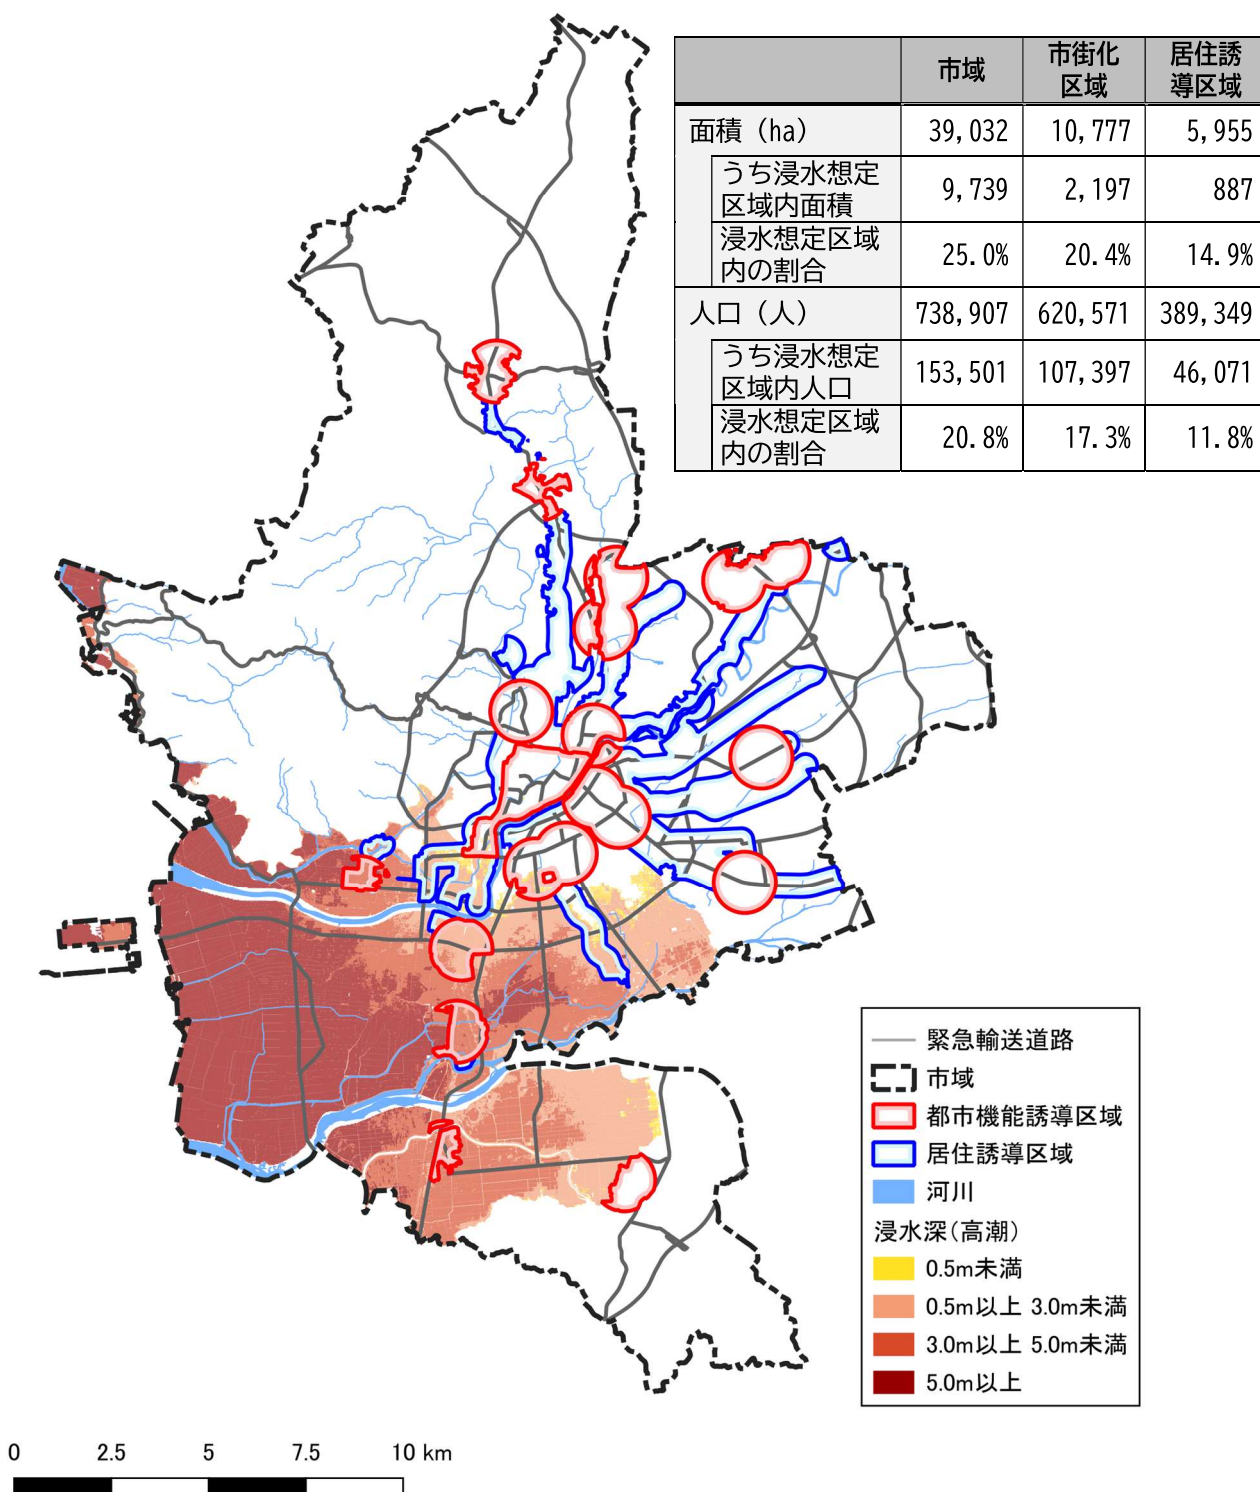 市域 市街化区域 居住誘導区域
面積（ha） 39,032 10,777 5,955
うち浸水想定区域内面積 9,739 2,197 887
浸水想定区域内の割合 25.0% 20.4% 14.9%
人口（人） 738,907 620,571 389,349
うち浸水想定区域内人口 153,501 107,397 46,071
浸水想定区域内の割合 20.8% 17.3% 11.8%
緊急輸送道路
市域
都市機能誘導区域
居住誘導区域
河川
浸水深(高潮)
0.5m未満
0.5m以上 3.0m未満
3.0m以上 5.0m未満
5.0m以上
0 2.5 5 7.5 10 km